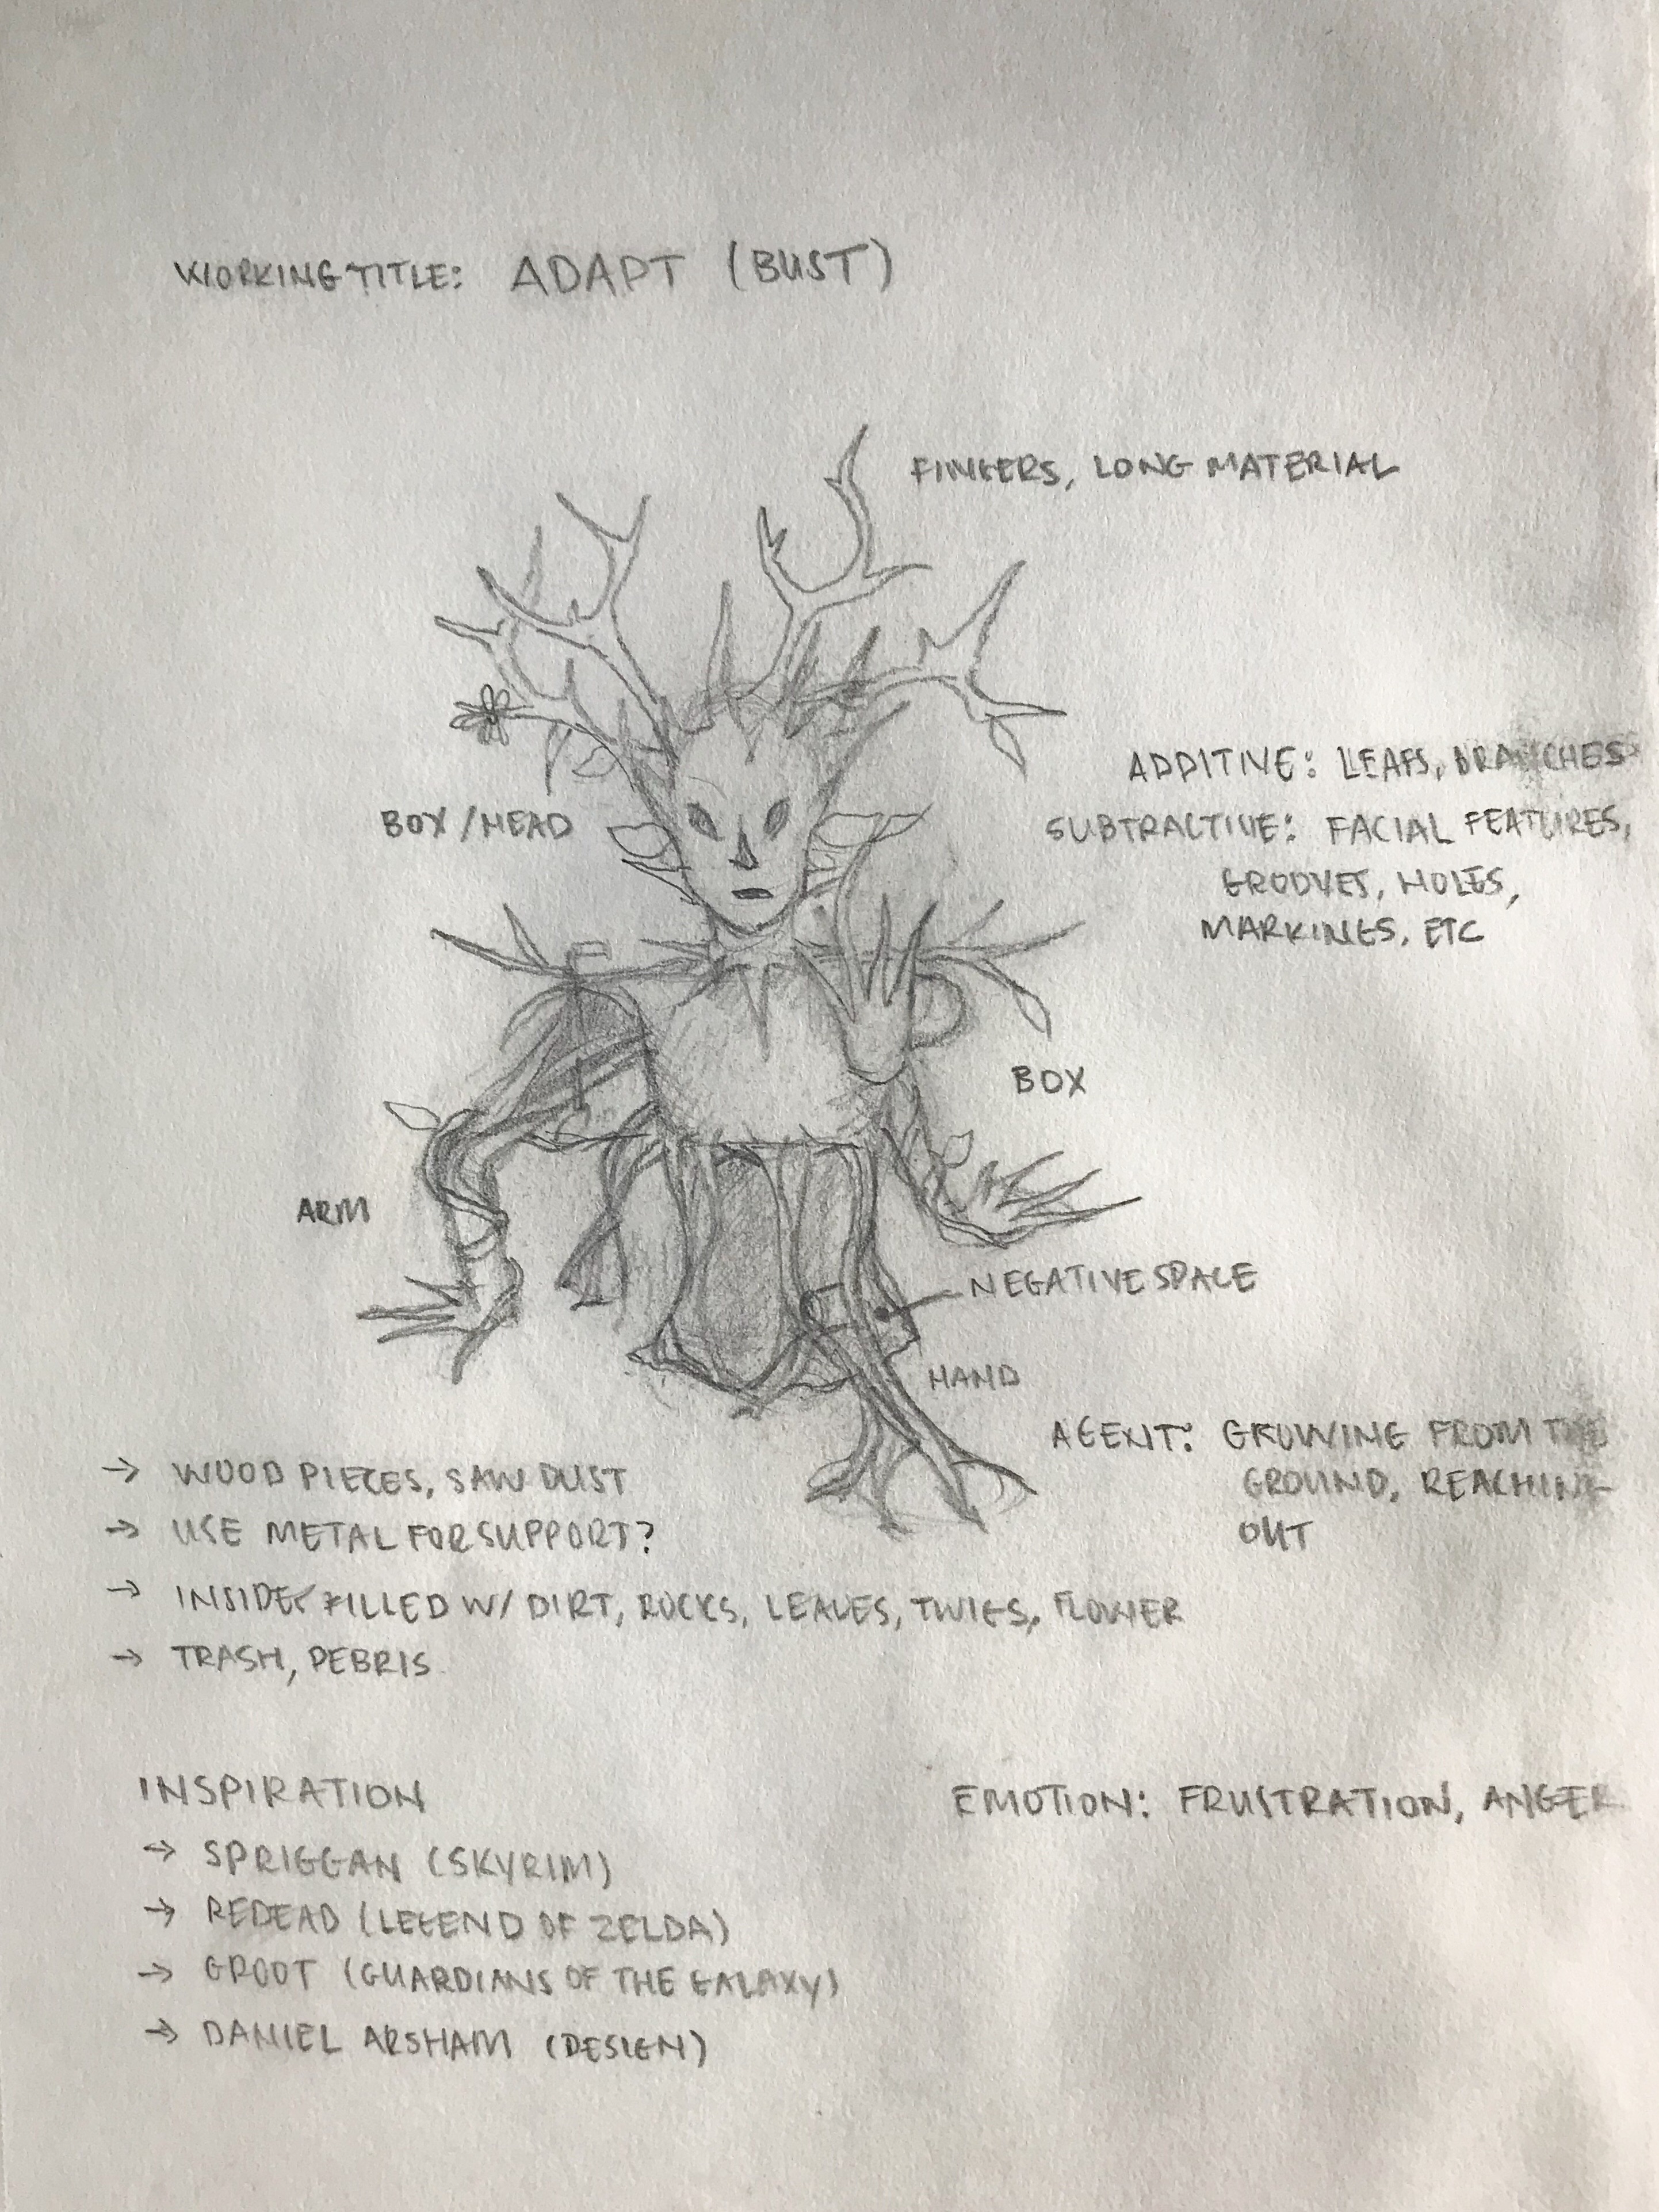 WORKING TITLE: ADAPT (BUST)
FINGERS, LONG MATERIAL
ADDITIVE: LEAFS, BRANCHES
BOX / HEAD
SUBTRACTIVE: FACIAL FEATURES,
GROOVES, HOLES,
MARKINGS, ETC
BOX
ARM
NEGATIVE SPACE
HAND
AGENT: GROWING FROM THE
GROUND, REACHING
OUT
→ WOOD PIECES, SAW DUST
→ USE METAL FOR SUPPORT?
→ INSIDE FILLED W/ DIRT, ROCKS, LEAVES, TWIGS, FLOWER
→ TRASH, DEBRIS
INSPIRATION
→ SPRIGGAN (SKYRIM)
→ REDEAD (LEGEND OF ZELDA)
→ GROOT (GUARDIANS OF THE GALAXY)
→ DANIEL ARSHAM (DESIGN)
EMOTION: FRUSTRATION, ANGER